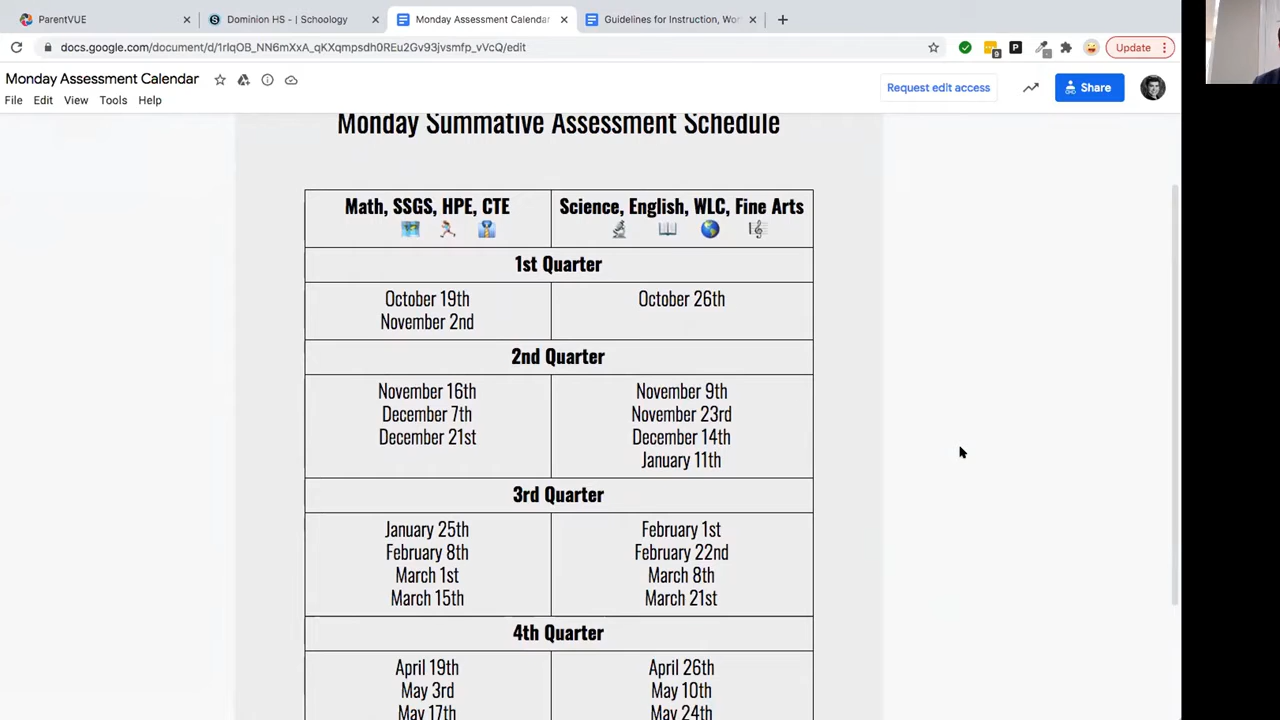 ParentVUE
Dominion HS - | Schoology
Monday Assessment Calendar
Guidelines for Instruction, Wor
docs.google.com/document/d/1rIqOB_NN6mXxA_qKXqmpsdh0REu2Gv93jvsmfp_vVcQ/edit
9
P
Update
Monday Assessment Calendar
File Edit View Tools Help
Request edit access
Share
Monday Summative Assessment Schedule
Math, SSGS, HPE, CTE
Science, English, WLC, Fine Arts
1st Quarter
October 19th
November 2nd
October 26th
2nd Quarter
November 16th
December 7th
December 21st
November 9th
November 23rd
December 14th
January 11th
3rd Quarter
January 25th
February 8th
March 1st
March 15th
February 1st
February 22nd
March 8th
March 21st
4th Quarter
April 19th
May 3rd
May 17th
April 26th
May 10th
May 24th